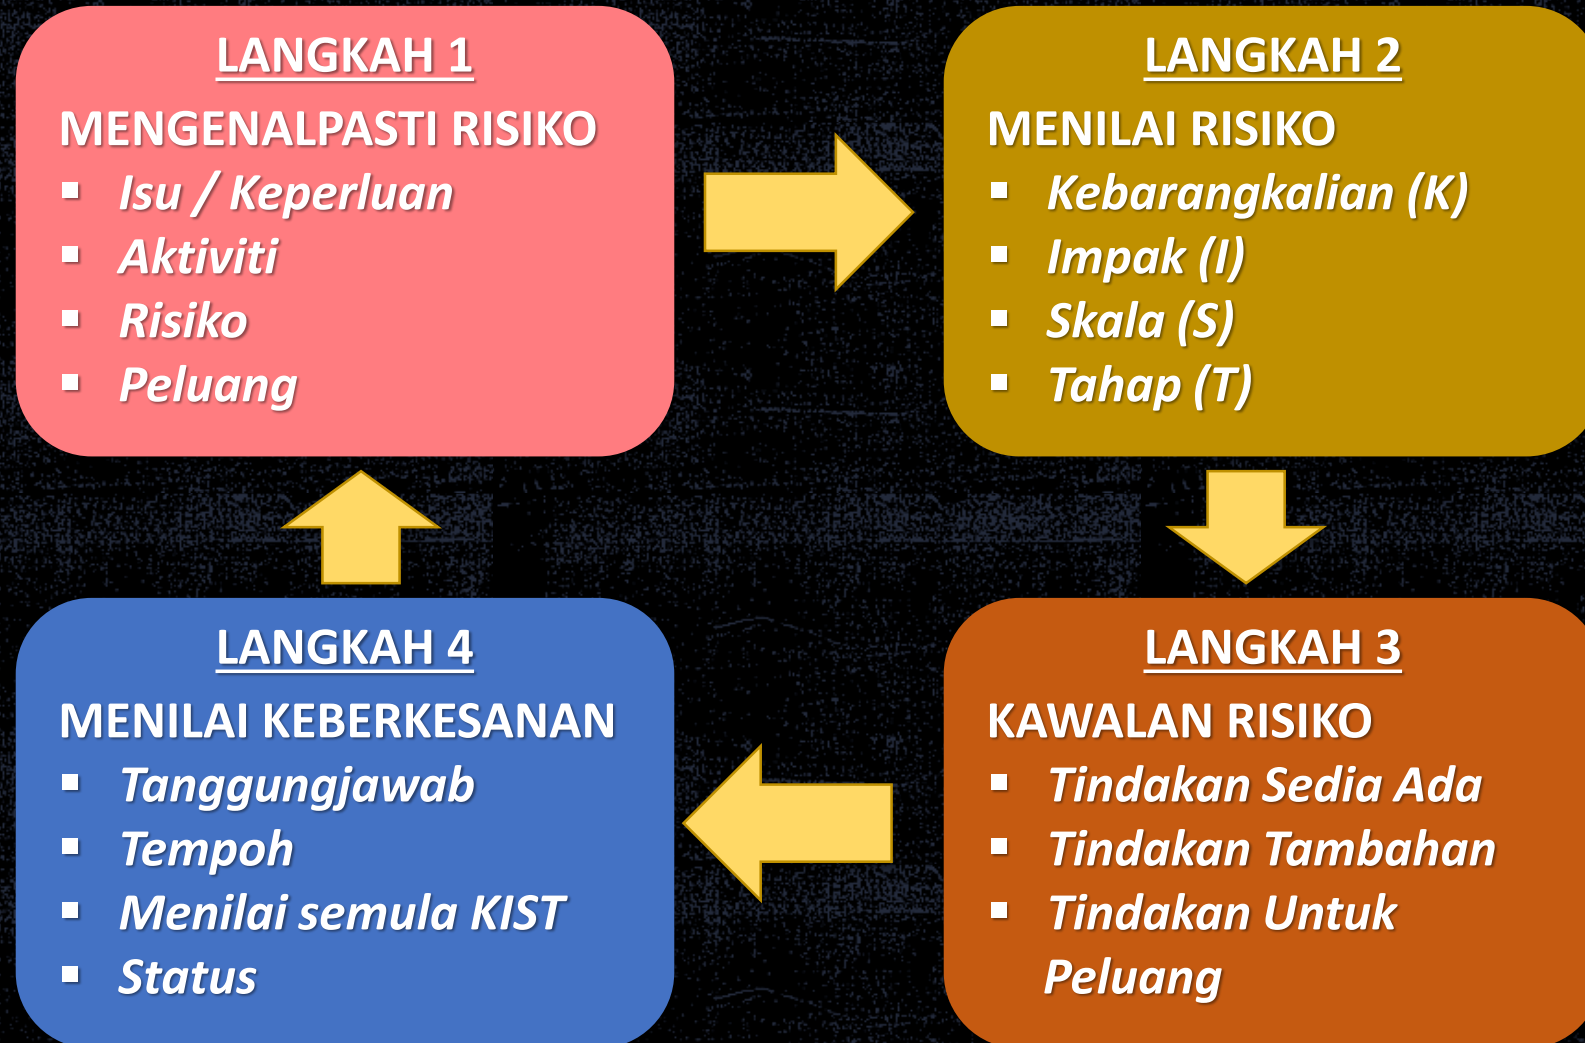 LANGKAH 1
MENGENALPASTI RISIKO
▪ Isu / Keperluan
▪ Aktiviti
▪ Risiko
▪ Peluang
LANGKAH 2
MENILAI RISIKO
▪ Kebarangkalian (K)
▪ Impak (I)
▪ Skala (S)
▪ Tahap (T)
LANGKAH 3
KAWALAN RISIKO
▪ Tindakan Sedia Ada
▪ Tindakan Tambahan
▪ Tindakan Untuk
Peluang
LANGKAH 4
MENILAI KEBERKESANAN
▪ Tanggungjawab
▪ Tempoh
▪ Menilai semula KIST
▪ Status